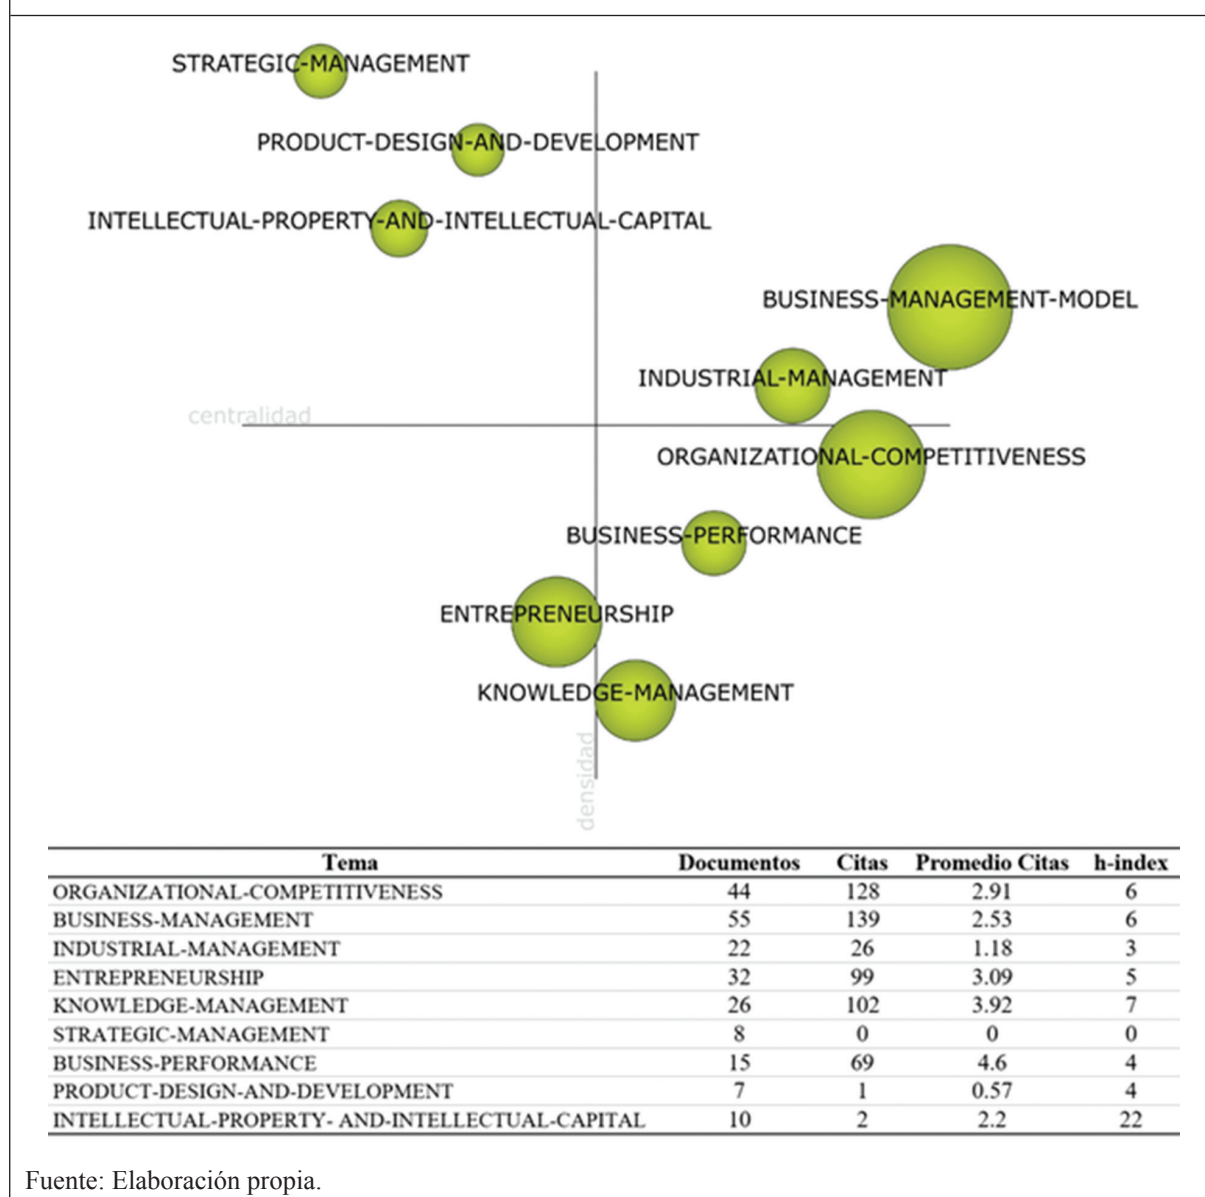 STRATEGIC-MANAGEMENT
PRODUCT-DESIGN-AND-DEVELOPMENT
INTELLECTUAL-PROPERTY-AND-INTELLECTUAL-CAPITAL
BUSINESS-MANAGEMENT-MODEL
INDUSTRIAL-MANAGEMENT
centralidad
ORGANIZATIONAL-COMPETITIVENESS
BUSINESS-PERFORMANCE
ENTREPRENEURSHIP
KNOWLEDGE-MANAGEMENT
densidad
Tema Documentos Citas Promedio Citas h-index
ORGANIZATIONAL-COMPETITIVENESS 44 128 2.91 6
BUSINESS-MANAGEMENT 55 139 2.53 6
INDUSTRIAL-MANAGEMENT 22 26 1.18 3
ENTREPRENEURSHIP 32 99 3.09 5
KNOWLEDGE-MANAGEMENT 26 102 3.92 7
STRATEGIC-MANAGEMENT 8 0 0 0
BUSINESS-PERFORMANCE 15 69 4.6 4
PRODUCT-DESIGN-AND-DEVELOPMENT 7 1 0.57 4
INTELLECTUAL-PROPERTY- AND-INTELLECTUAL-CAPITAL 10 2 2.2 22
Fuente: Elaboración propia.